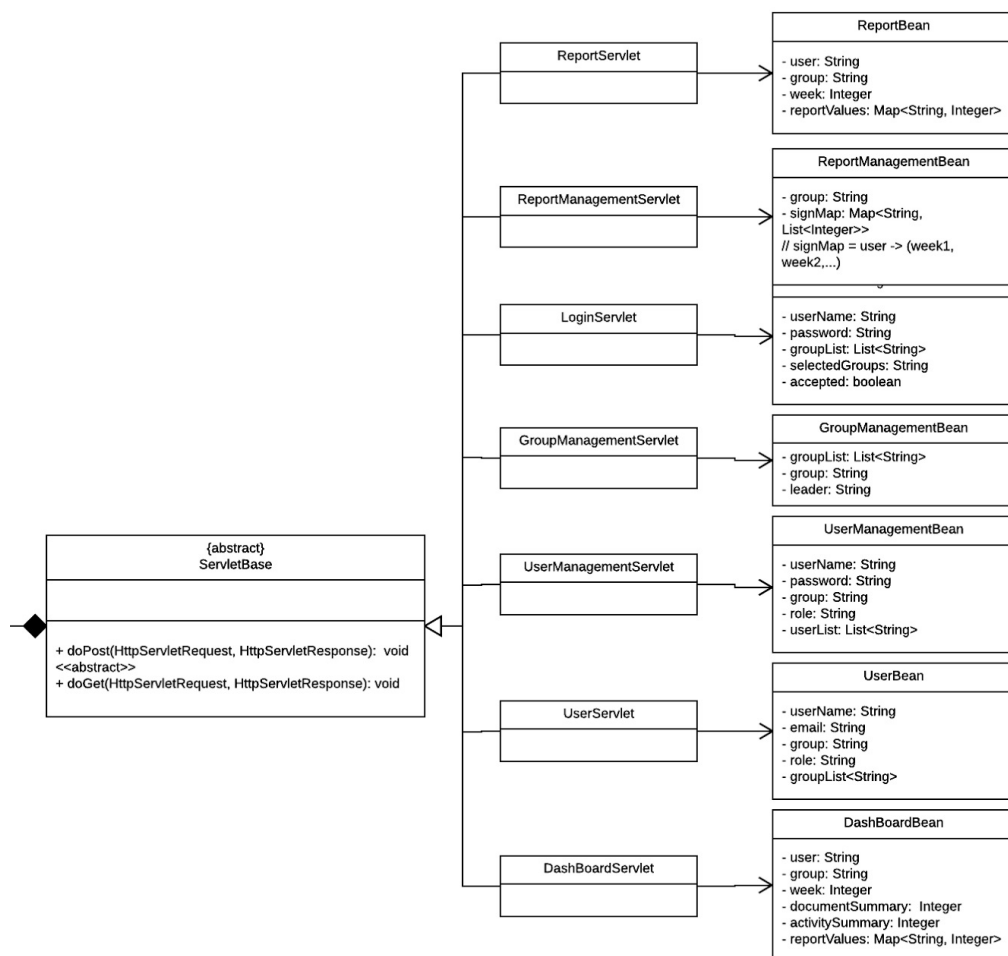 ReportBean
- user: String
- group: String
- week: Integer
- reportValues: Map<String, Integer>
ReportServlet
ReportManagementBean
- group: String
- signMap: Map<String,
List<Integer>>
// signMap = user -> (week1,
week2,...)
ReportManagementServlet
LoginServlet
- userName: String
- password: String
- groupList: List<String>
- selectedGroups: String
- accepted: boolean
GroupManagementServlet
GroupManagementBean
- groupList: List<String>
- group: String
- leader: String
{abstract}
ServletBase
+ doPost(HttpServletRequest, HttpServletResponse): void
<<abstract>>
+ doGet(HttpServletRequest, HttpServletResponse): void
UserManagementServlet
UserManagementBean
- userName: String
- password: String
- group: String
- role: String
- userList: List<String>
UserServlet
UserBean
- userName: String
- email: String
- group: String
- role: String
- groupList<String>
DashBoardServlet
DashBoardBean
- user: String
- group: String
- week: Integer
- documentSummary: Integer
- activitySummary: Integer
- reportValues: Map<String, Integer>